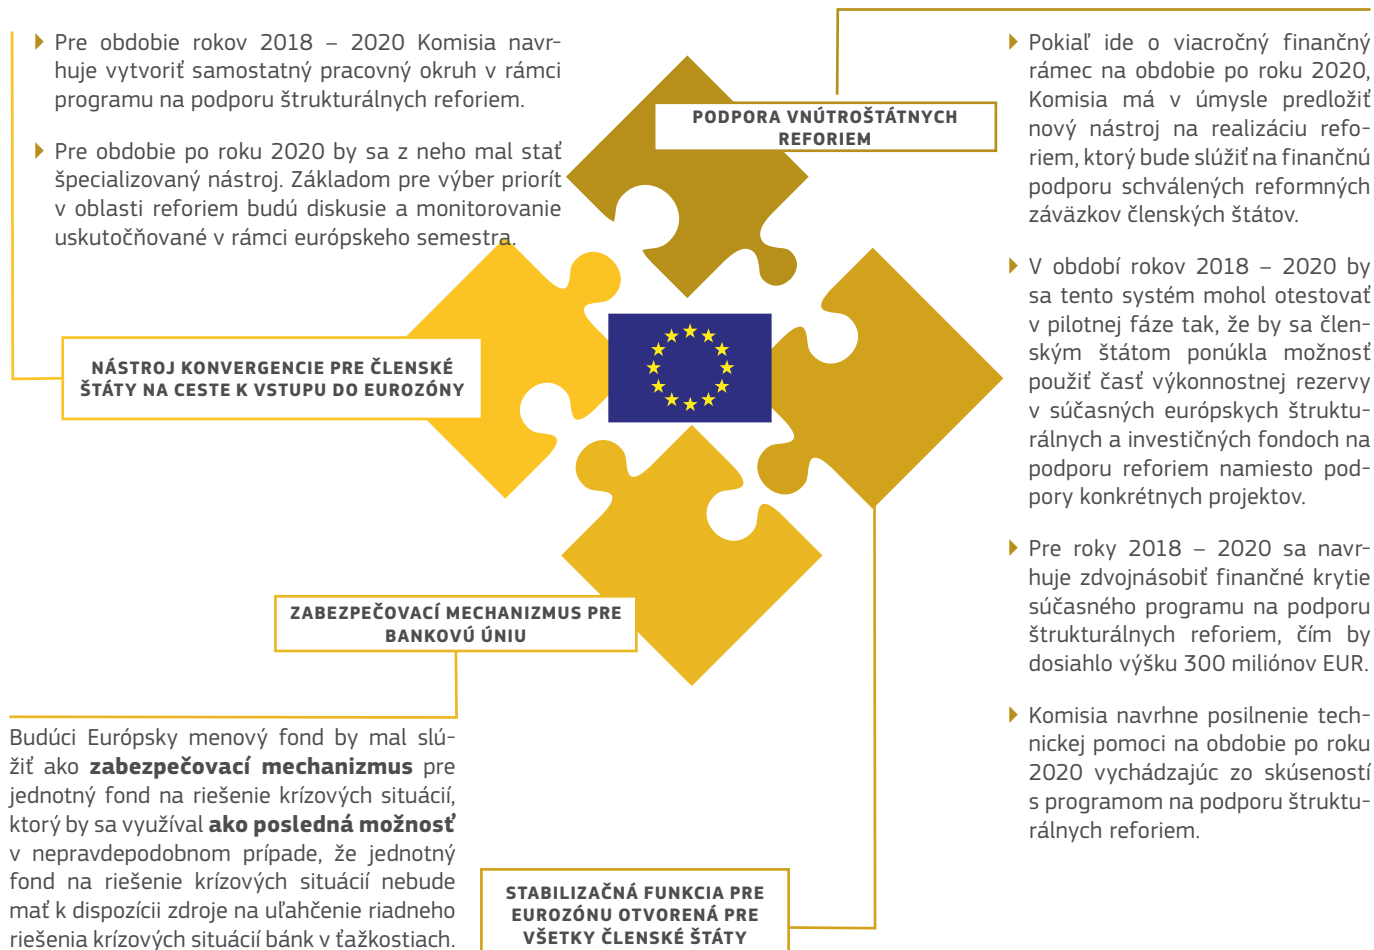 Pre obdobie rokov 2018 – 2020 Komisia navr-
huje vytvoriť samostatný pracovný okruh v rámci
programu na podporu štrukturálnych reforiem.
Pre obdobie po roku 2020 by sa z neho mal stať
špecializovaný nástroj. Základom pre výber priorít
v oblasti reforiem budú diskusie a monitorovanie
uskutočňované v rámci európskeho semestra.
NÁSTROJ KONVERGENCIE PRE ČLENSKÉ
ŠTÁTY NA CESTE K VSTUPU DO EUROZÓNY
PODPORA VNÚTROŠTÁTNYCH
REFORIEM
Pokiaľ ide o viacročný finančný
rámec na obdobie po roku 2020,
Komisia má v úmysle predložiť
nový nástroj na realizáciu refo-
riem, ktorý bude slúžiť na finančnú
podporu schválených reformných
záväzkov členských štátov.
V období rokov 2018 – 2020 by
sa tento systém mohol otestovať
v pilotnej fáze tak, že by sa člen-
ským štátom ponúkla možnosť
použiť časť výkonnostnej rezervy
v súčasných európskych štruktu-
rálnych a investičných fondoch na
podporu reforiem namiesto pod-
pory konkrétnych projektov.
Pre roky 2018 – 2020 sa navr-
huje zdvojnásobiť finančné krytie
súčasného programu na podporu
štrukturálnych reforiem, čím by
dosiahlo výšku 300 miliónov EUR.
Komisia navrhne posilnenie tech-
nickej pomoci na obdobie po roku
2020 vychádzajúc zo skúseností
s programom na podporu štruktu-
rálnych reforiem.
ZABEZPEČOVACÍ MECHANIZMUS PRE
BANKOVÚ ÚNIU
Budúci Európsky menový fond by mal slú-
žiť ako zabezpečovací mechanizmus pre
jednotný fond na riešenie krízových situácií,
ktorý by sa využíval ako posledná možnosť
v nepravdepodobnom prípade, že jednotný
fond na riešenie krízových situácií nebude
mať k dispozícii zdroje na uľahčenie riadneho
riešenia krízových situácií bánk v ťažkostiach.
STABILIZAČNÁ FUNKCIA PRE
EUROZÓNU OTVORENÁ PRE
VŠETKY ČLENSKÉ ŠTÁTY